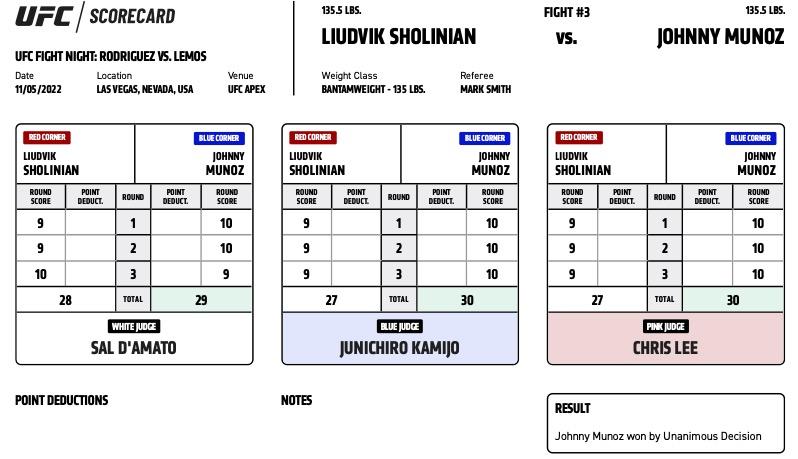 UFC SCORECARD
UFC FIGHT NIGHT: RODRIGUEZ VS. LEMOS
Date Location Venue
11/05/2022 LAS VEGAS, NEVADA, USA UFC APEX
135.5 LBS. FIGHT #3 135.5 LBS.
LIUDVIK SHOLINIAN vs. JOHNNY MUNOZ
Weight Class Referee
BANTAMWEIGHT - 135 LBS. MARK SMITH
RED CORNER BLUE CORNER
LIUDVIK JOHNNY
SHOLINIAN MUNOZ
ROUND POINT ROUND POINT ROUND
SCORE DEDUCT. DEDUCT. SCORE
9 1 10
9 2 10
10 3 9
28 TOTAL 29
WHITE JUDGE
SAL D'AMATO
RED CORNER BLUE CORNER
LIUDVIK JOHNNY
SHOLINIAN MUNOZ
ROUND POINT ROUND POINT ROUND
SCORE DEDUCT. DEDUCT. SCORE
9 1 10
9 2 10
9 3 10
27 TOTAL 30
BLUE JUDGE
JUNICHIRO KAMIJO
RED CORNER BLUE CORNER
LIUDVIK JOHNNY
SHOLINIAN MUNOZ
ROUND POINT ROUND POINT ROUND
SCORE DEDUCT. DEDUCT. SCORE
9 1 10
9 2 10
9 3 10
27 TOTAL 30
PINK JUDGE
CHRIS LEE
POINT DEDUCTIONS
NOTES
RESULT
Johnny Munoz won by Unanimous Decision